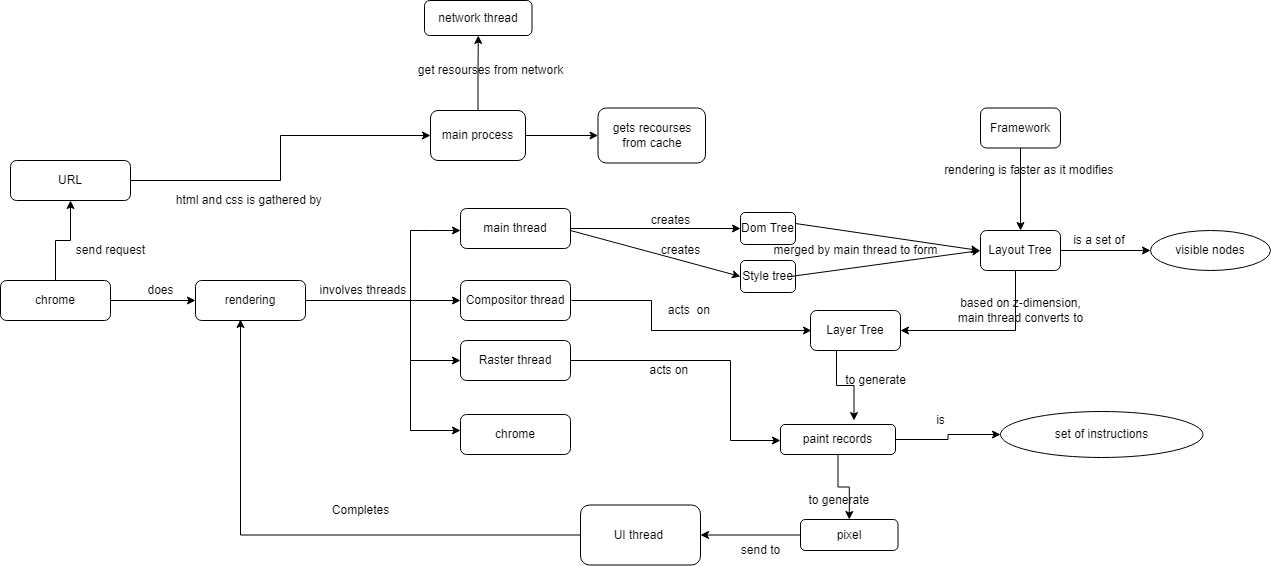 network thread
get resourses from network
main process
gets recourses
from cache
Framework
rendering is faster as it modifies
URL
html and css is gathered by
send request
main thread
creates
creates
Dom Tree
Style tree
merged by main thread to form
Layout Tree
is a set of
visible nodes
chrome
does
rendering
involves threads
Compositor thread
acts on
based on z-dimension,
main thread converts to
Layer Tree
Raster thread
acts on
to generate
chrome
paint records
is
set of instructions
to generate
Completes
UI thread
send to
pixel